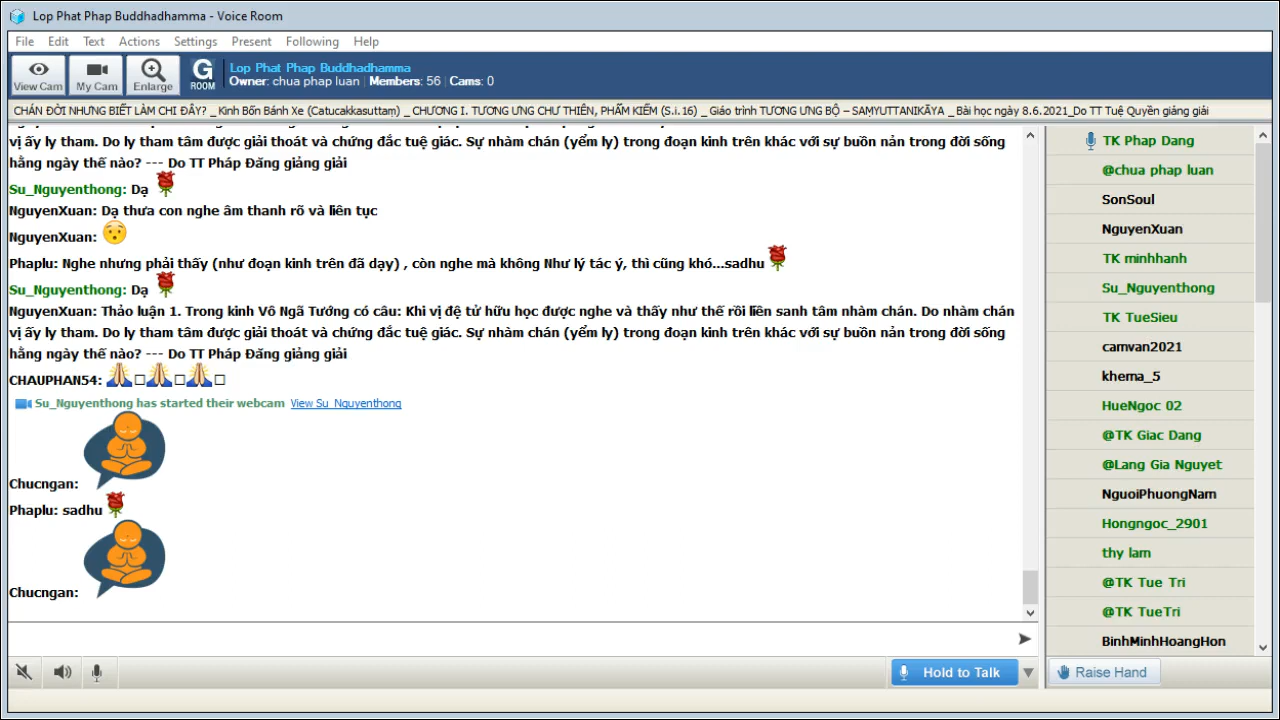 Lop Phat Phap Buddhadhamma - Voice Room
File Edit Text Actions Settings Present Following Help
View Cam My Cam Enlarge G ROOM
Lop Phat Phap Buddhadhamma
Owner: chua phap luan | Members: 56 | Cams: 0
CHÁN ĐỜI NHƯNG BIẾT LÀM CHI ĐÂY? _ Kinh Bốn Bánh Xe (Catucakkasuttaṃ) _ CHƯƠNG I. TƯƠNG ƯNG CHƯ THIÊN, PHẨM KIẾM (S.i.16) _ Giáo trình TƯƠNG ƯNG BỘ – SAṂYUTTANIKĀYA _ Bài học ngày 8.6.2021_Do TT Tuệ Quyền giảng giải
vị ấy ly tham. Do ly tham tâm được giải thoát và chứng đắc tuệ giác. Sự nhàm chán (yểm ly) trong đoạn kinh trên khác với sự buồn nản trong đời sống
hằng ngày thế nào? --- Do TT Pháp Đăng giảng giải
Su_Nguyenthong: Dạ
NguyenXuan: Dạ thưa con nghe âm thanh rõ và liên tục
NguyenXuan:
Phaplu: Nghe nhưng phải thấy (như đoạn kinh trên đã dạy) , còn nghe mà không Như lý tác ý, thì cũng khó...sadhu
Su_Nguyenthong: Dạ
NguyenXuan: Thảo luận 1. Trong kinh Vô Ngã Tướng có câu: Khi vị đệ tử hữu học được nghe và thấy như thế rồi liền sanh tâm nhàm chán. Do nhàm chán
vị ấy ly tham. Do ly tham tâm được giải thoát và chứng đắc tuệ giác. Sự nhàm chán (yểm ly) trong đoạn kinh trên khác với sự buồn nản trong đời sống
hằng ngày thế nào? --- Do TT Pháp Đăng giảng giải
CHAUPHAN54:
Su_Nguyenthong has started their webcam View Su_Nguyenthong
Chucngan:
Phaplu: sadhu
Chucngan:
Hold to Talk
TK Phap Dang
@chua phap luan
SonSoul
NguyenXuan
TK minhhanh
Su_Nguyenthong
TK TueSieu
camvan2021
khema_5
HueNgoc 02
@TK Giac Dang
@Lang Gia Nguyet
NguoiPhuongNam
Hongngoc_2901
thy lam
@TK Tue Tri
@TK TueTri
BinhMinhHoangHon
Raise Hand